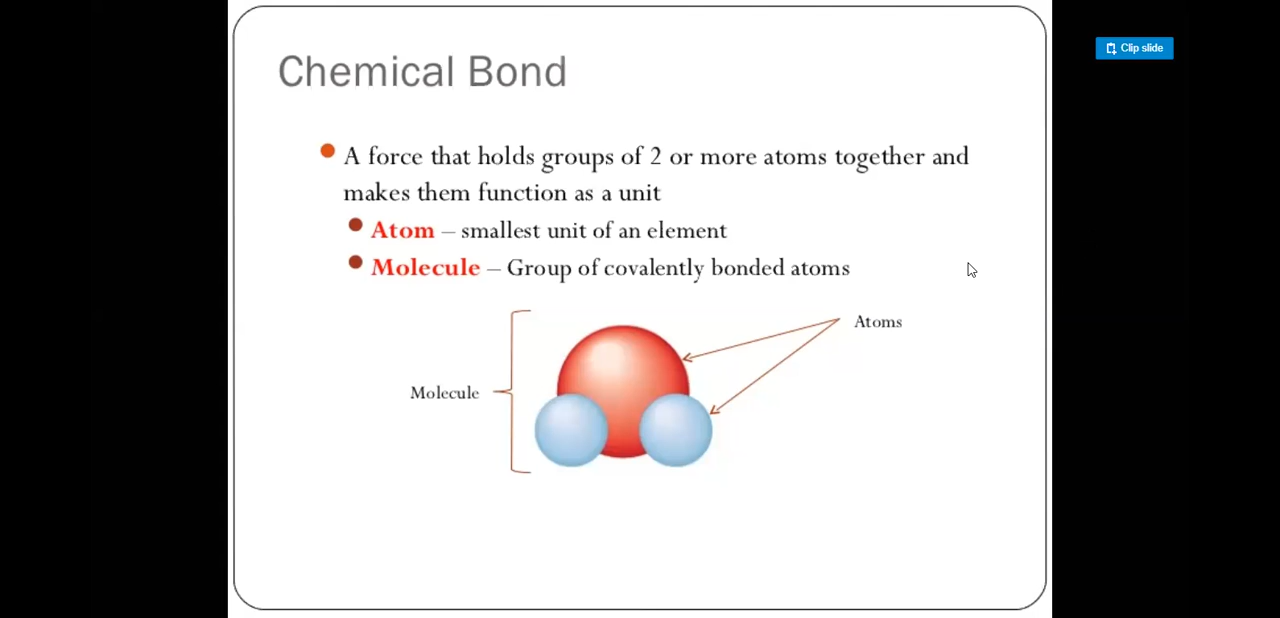 Clip slide
Chemical Bond
A force that holds groups of 2 or more atoms together and
makes them function as a unit
Atom – smallest unit of an element
Molecule – Group of covalently bonded atoms
Atoms
Molecule